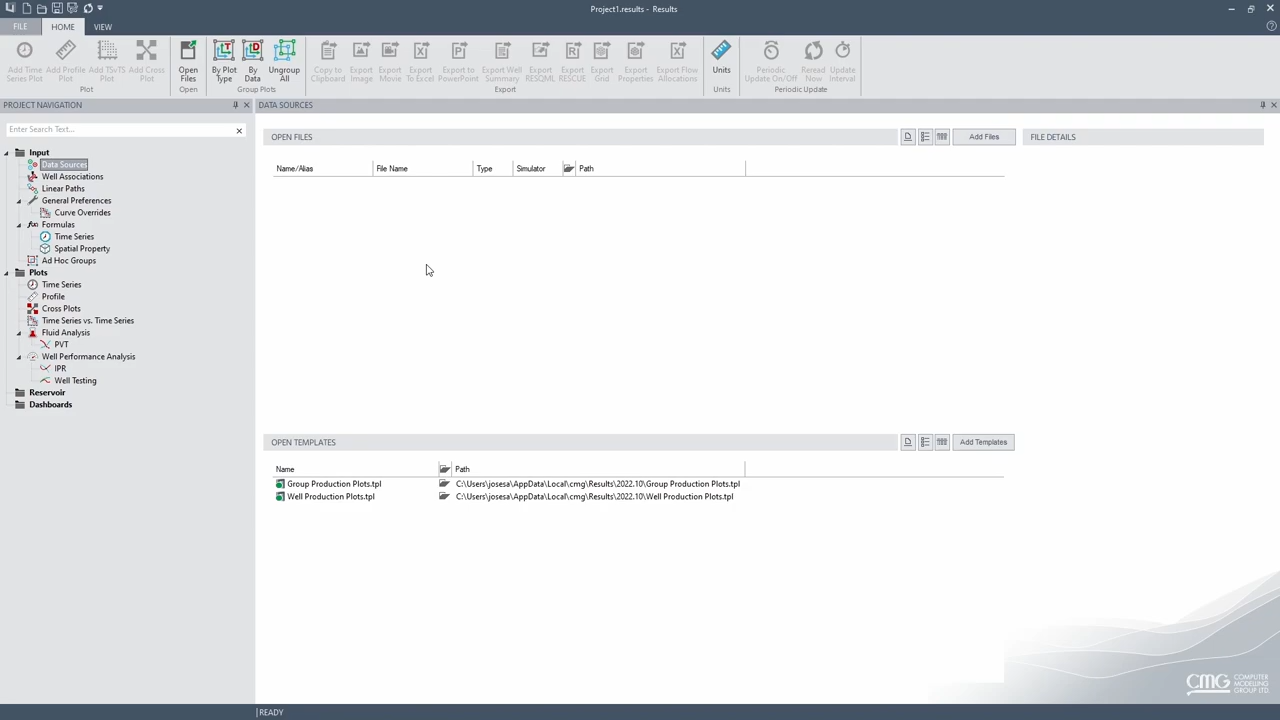 Project1.results - Results
FILE HOME VIEW
Add Time Series Plot
Add Profile Plot
Add TSvTS Plot
Add Cross Plot
Plot
Open Files
Open
By Plot Type
By Data
Ungroup All
Group Plots
Copy to Clipboard
Export Image
Export Movie
Export To Excel
Export to PowerPoint
Export Well Summary
Export RESQML
Export RESCUE
Export Grid
Export Properties
Export Flow Allocations
Export
Units
Units
Periodic Update On/Off
Reread Now
Update Interval
Periodic Update
PROJECT NAVIGATION
Enter Search Text...
Input
Data Sources
Well Associations
Linear Paths
General Preferences
Curve Overrides
Formulas
Time Series
Spatial Property
Ad Hoc Groups
Plots
Time Series
Profile
Cross Plots
Time Series vs. Time Series
Fluid Analysis
PVT
Well Performance Analysis
IPR
Well Testing
Reservoir
Dashboards
DATA SOURCES
OPEN FILES Add Files
Name/Alias File Name Type Simulator Path
FILE DETAILS
OPEN TEMPLATES Add Templates
Name Path
Group Production Plots.tpl C:\Users\josesa\AppData\Local\cmg\Results\2022.10\Group Production Plots.tpl
Well Production Plots.tpl C:\Users\josesa\AppData\Local\cmg\Results\2022.10\Well Production Plots.tpl
CMG COMPUTER
MODELLING
GROUP LTD.
READY